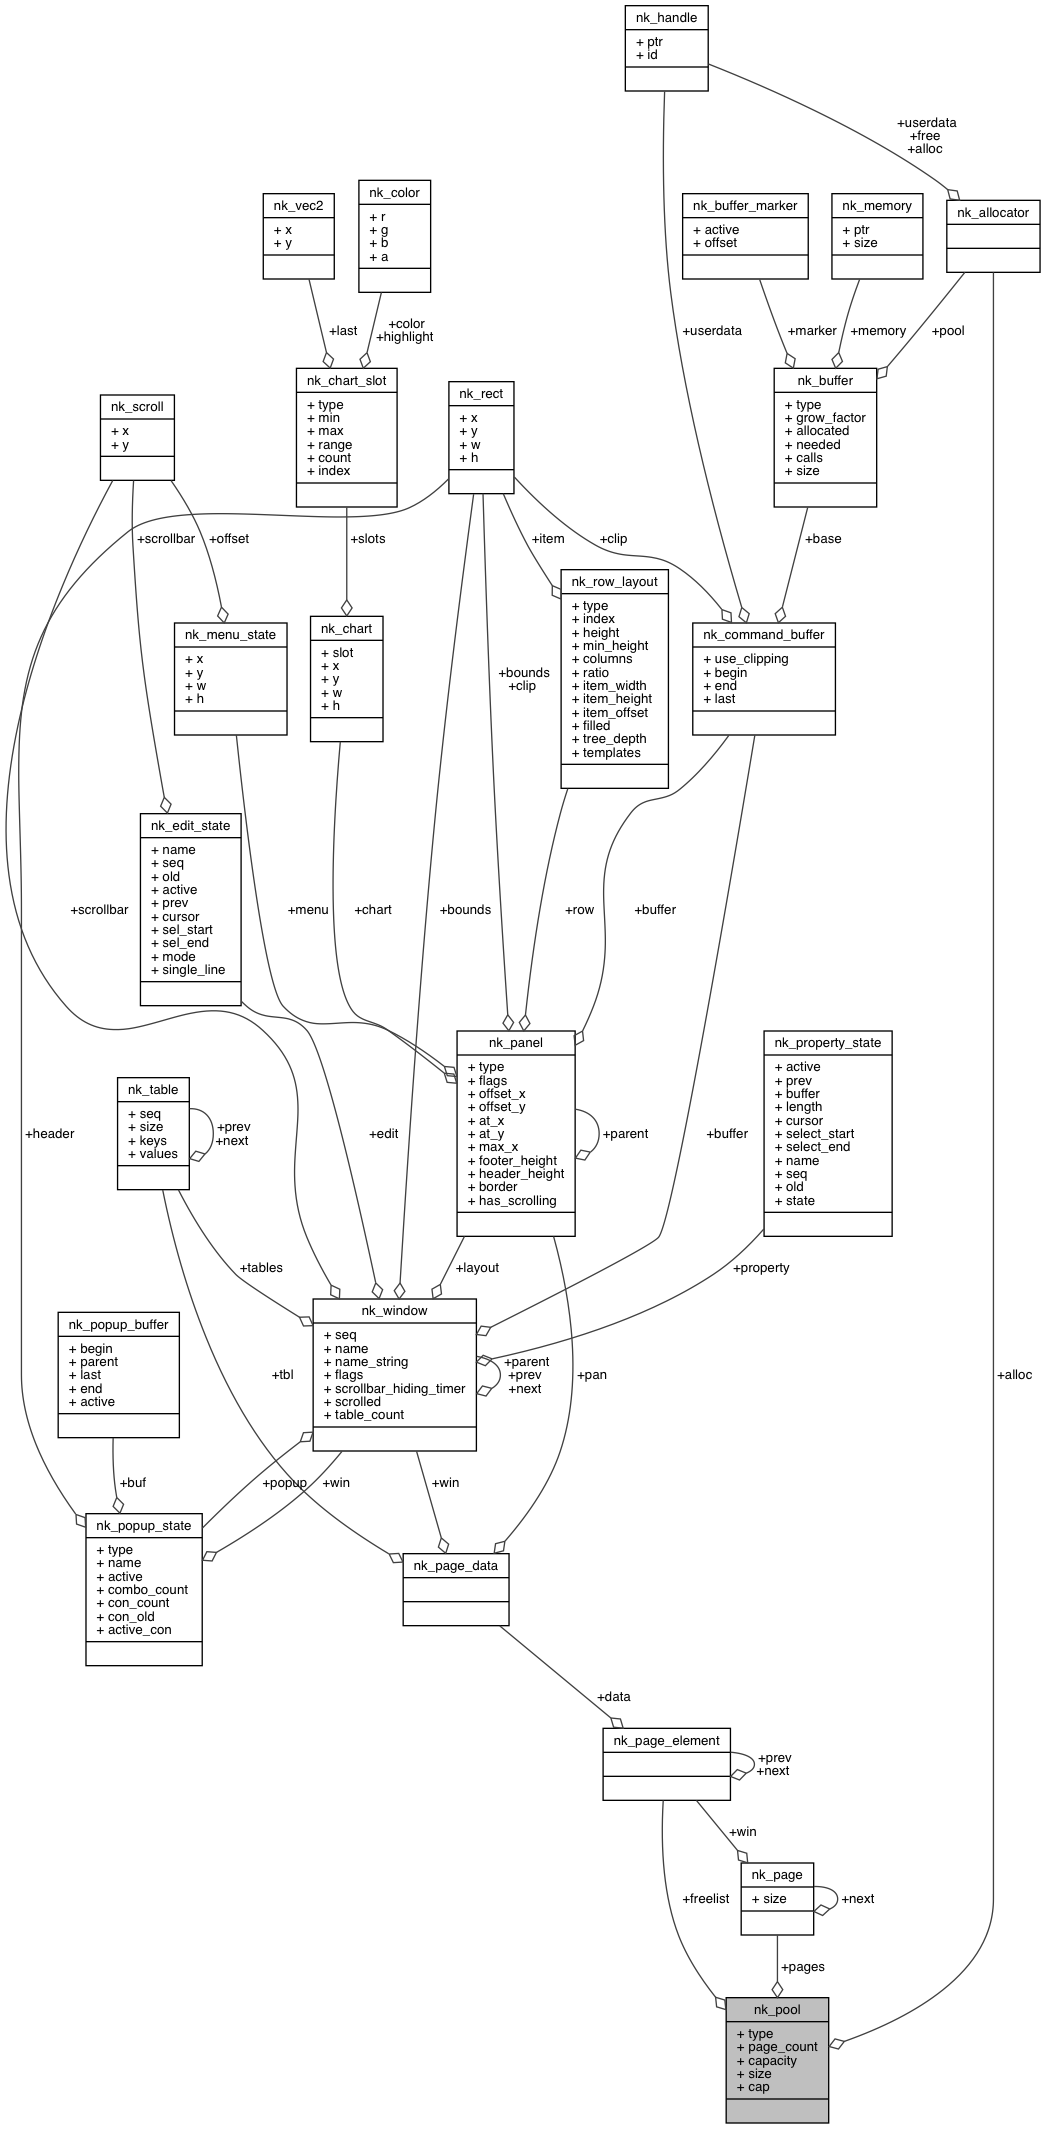 nk_handle
+ ptr
+ id
+userdata
+free
+alloc
nk_vec2
+ x
+ y
nk_color
+ r
+ g
+ b
+ a
nk_buffer_marker
+ active
+ offset
nk_memory
+ ptr
+ size
nk_allocator
+last
+color
+highlight
+userdata
+marker
+memory
+pool
nk_scroll
+ x
+ y
nk_chart_slot
+ type
+ min
+ max
+ range
+ count
+ index
nk_rect
+ x
+ y
+ w
+ h
nk_buffer
+ type
+ grow_factor
+ allocated
+ needed
+ calls
+ size
+scrollbar
+offset
+slots
+item
+clip
+base
nk_menu_state
+ x
+ y
+ w
+ h
nk_chart
+ slot
+ x
+ y
+ w
+ h
+bounds
+clip
nk_row_layout
+ type
+ index
+ height
+ min_height
+ columns
+ ratio
+ item_width
+ item_height
+ item_offset
+ filled
+ tree_depth
+ templates
nk_command_buffer
+ use_clipping
+ begin
+ end
+ last
+scrollbar
nk_edit_state
+ name
+ seq
+ old
+ active
+ prev
+ cursor
+ sel_start
+ sel_end
+ mode
+ single_line
+menu
+chart
+bounds
+row
+buffer
+header
nk_table
+ seq
+ size
+ keys
+ values
+prev
+next
+edit
nk_panel
+ type
+ flags
+ offset_x
+ offset_y
+ at_x
+ at_y
+ max_x
+ footer_height
+ header_height
+ border
+ has_scrolling
+parent
+buffer
nk_property_state
+ active
+ prev
+ buffer
+ length
+ cursor
+ select_start
+ select_end
+ name
+ seq
+ old
+ state
+tables
+layout
+property
nk_popup_buffer
+ begin
+ parent
+ last
+ end
+ active
+tbl
nk_window
+ seq
+ name
+ name_string
+ flags
+ scrollbar_hiding_timer
+ scrolled
+ table_count
+parent
+prev
+next
+pan
+alloc
+buf
+popup
+win
+win
nk_popup_state
+ type
+ name
+ active
+ combo_count
+ con_count
+ con_old
+ active_con
nk_page_data
+data
nk_page_element
+prev
+next
+win
nk_page
+ size
+next
+freelist
+pages
nk_pool
+ type
+ page_count
+ capacity
+ size
+ cap